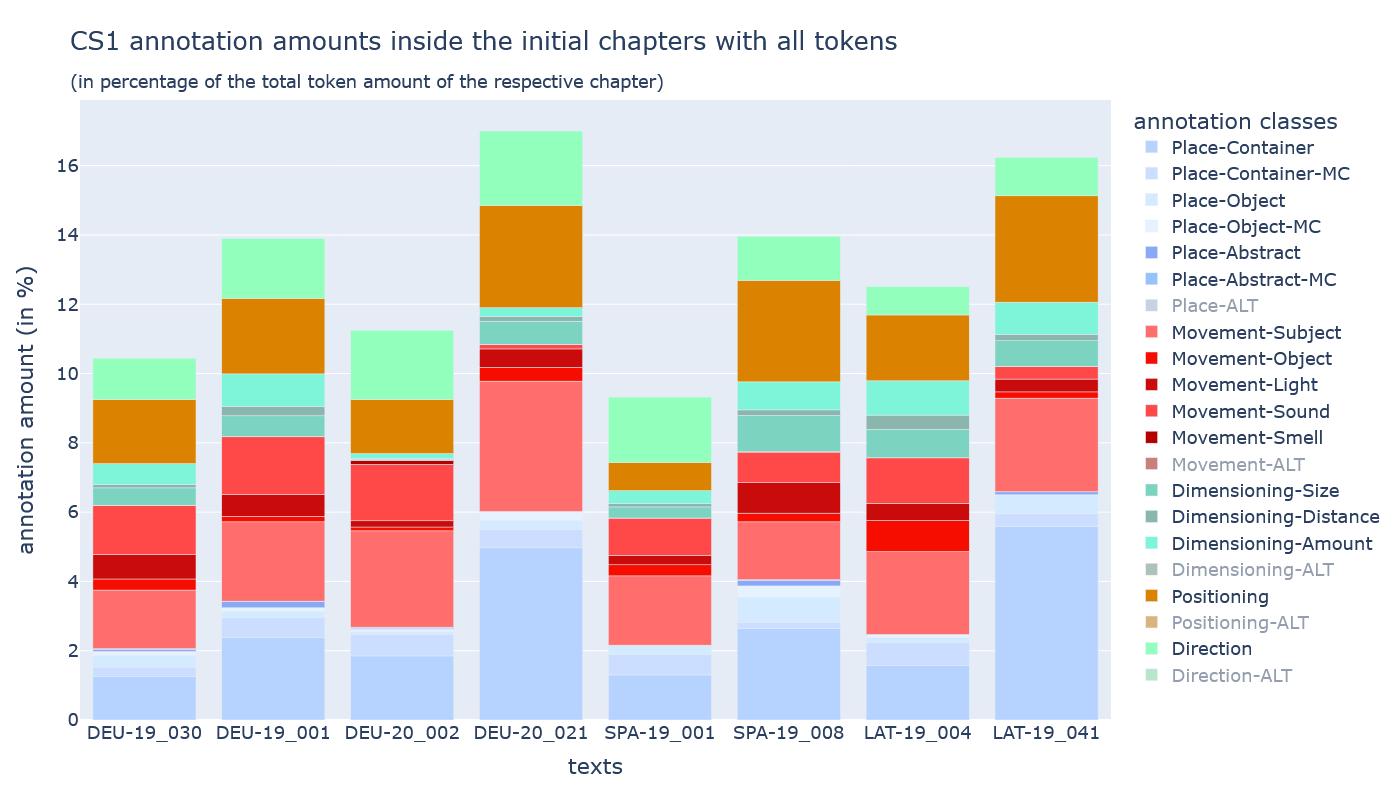 CS1 annotation amounts inside the initial chapters with all tokens
(in percentage of the total token amount of the respective chapter)
annotation classes
Place-Container
Place-Container-MC
Place-Object
Place-Object-MC
Place-Abstract
Place-Abstract-MC
Place-ALT
Movement-Subject
Movement-Object
Movement-Light
Movement-Sound
Movement-Smell
Movement-ALT
Dimensioning-Size
Dimensioning-Distance
Dimensioning-Amount
Dimensioning-ALT
Positioning
Positioning-ALT
Direction
Direction-ALT
annotation amount (in %)
16
14
12
10
8
6
4
2
0
DEU-19_030 DEU-19_001 DEU-20_002 DEU-20_021 SPA-19_001 SPA-19_008 LAT-19_004 LAT-19_041
texts